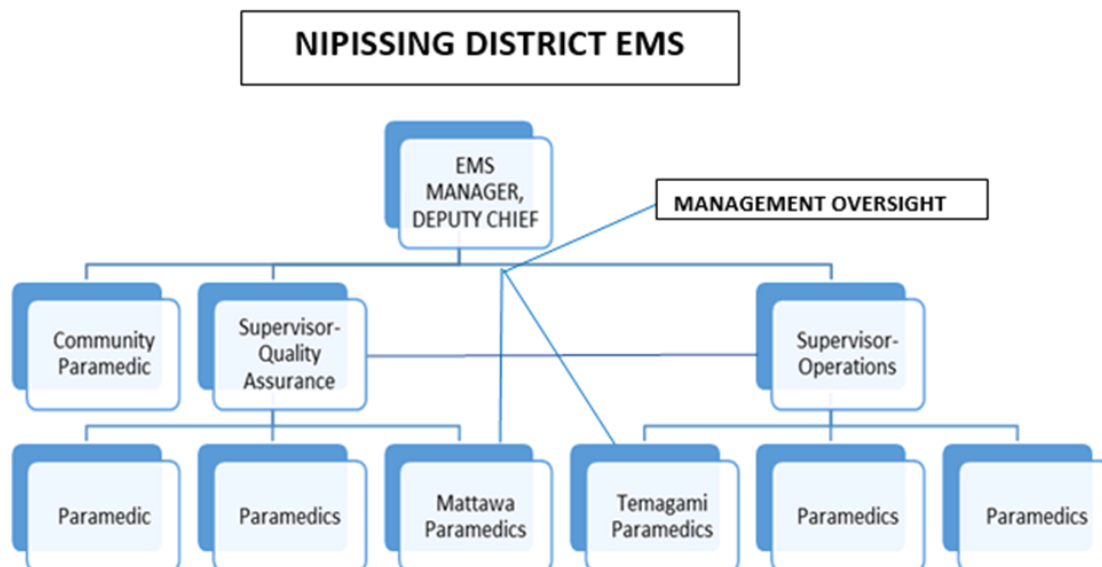 NIPISSING DISTRICT EMS
EMS
MANAGER,
DEPUTY CHIEF
MANAGEMENT OVERSIGHT
Community
Paramedic
Supervisor-
Quality
Assurance
Supervisor-
Operations
Paramedic
Paramedics
Mattawa
Paramedics
Temagami
Paramedics
Paramedics
Paramedics